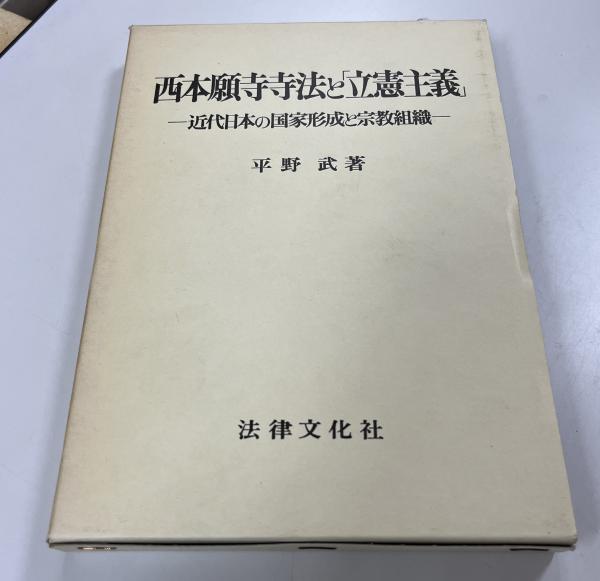 西本願寺寺法と「立憲主義」
―近代日本の国家形成と宗教組織―
平野 武著
法律文化社